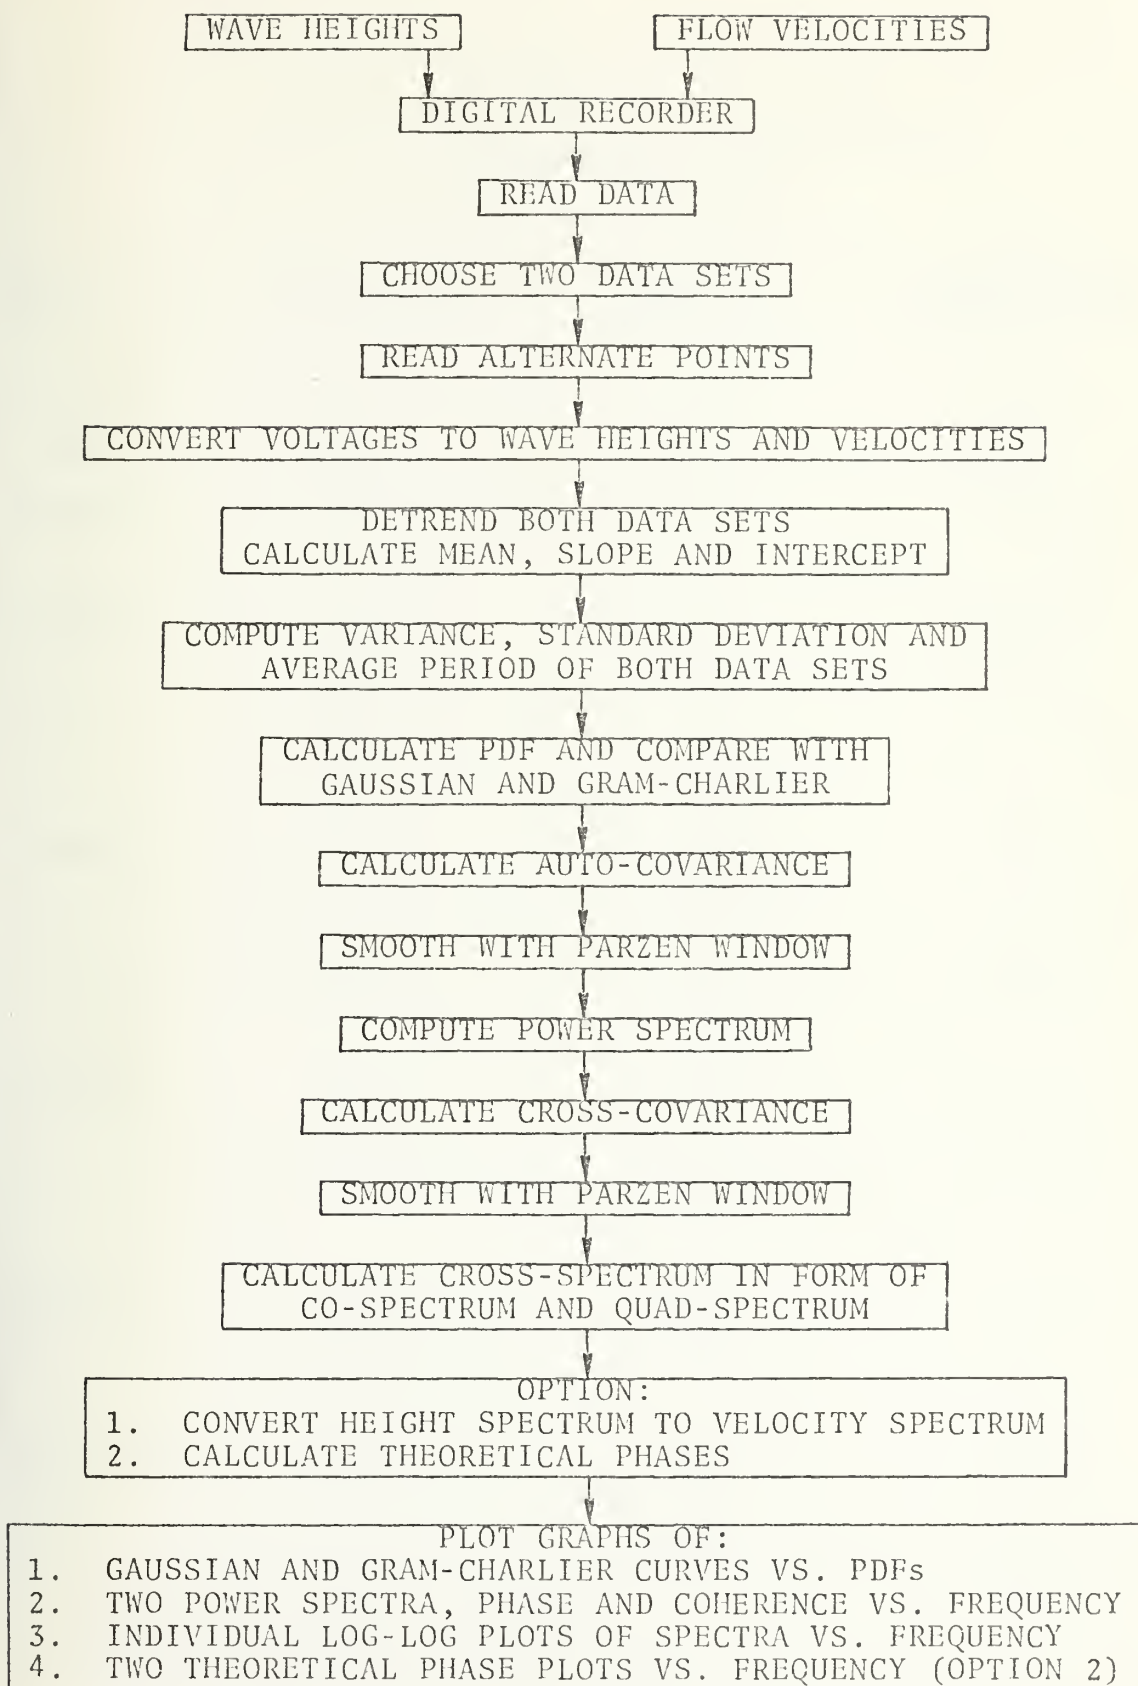 WAVE HEIGHTS
FLOW VELOCITIES
DIGITAL RECORDER
READ DATA
CHOOSE TWO DATA SETS
READ ALTERNATE POINTS
CONVERT VOLTAGES TO WAVE HEIGHTS AND VELOCITIES
DETREND BOTH DATA SETS
CALCULATE MEAN, SLOPE AND INTERCEPT
COMPUTE VARIANCE, STANDARD DEVIATION AND
AVERAGE PERIOD OF BOTH DATA SETS
CALCULATE PDF AND COMPARE WITH
GAUSSIAN AND GRAM-CHARLIER
CALCULATE AUTO-COVARIANCE
SMOOTH WITH PARZEN WINDOW
COMPUTE POWER SPECTRUM
CALCULATE CROSS-COVARIANCE
SMOOTH WITH PARZEN WINDOW
CALCULATE CROSS-SPECTRUM IN FORM OF
CO-SPECTRUM AND QUAD-SPECTRUM
OPTION:
1. CONVERT HEIGHT SPECTRUM TO VELOCITY SPECTRUM
2. CALCULATE THEORETICAL PHASES
PLOT GRAPHS OF:
1. GAUSSIAN AND GRAM-CHARLIER CURVES VS. PDFs
2. TWO POWER SPECTRA, PHASE AND COHERENCE VS. FREQUENCY
3. INDIVIDUAL LOG-LOG PLOTS OF SPECTRA VS. FREQUENCY
4. TWO THEORETICAL PHASE PLOTS VS. FREQUENCY (OPTION 2)